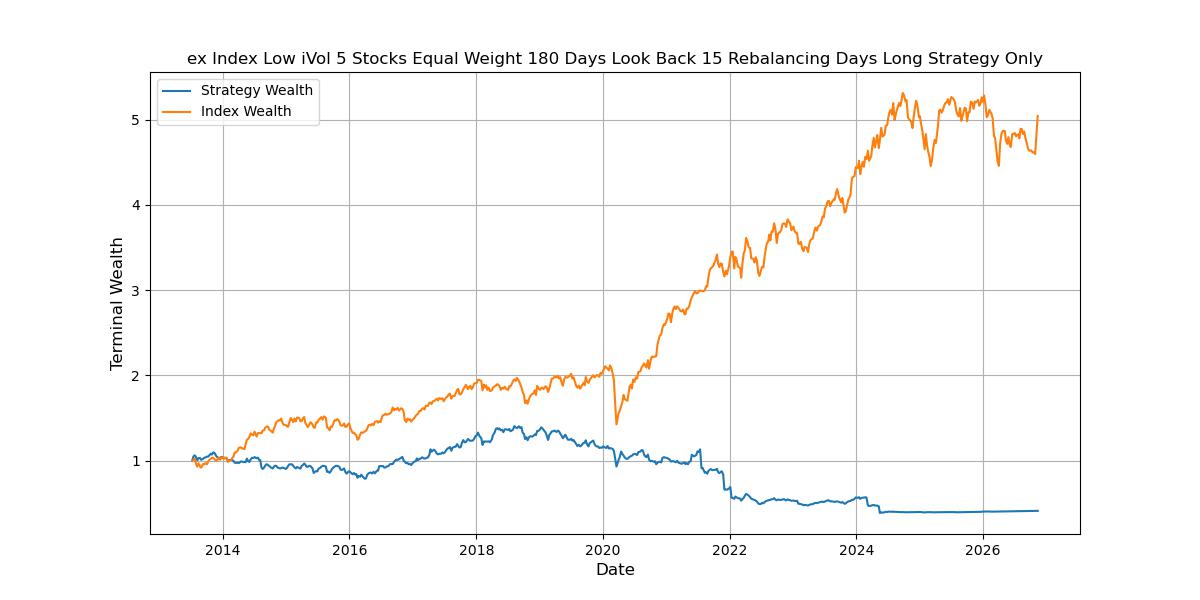 ex Index Low iVol 5 Stocks Equal Weight 180 Days Look Back 15 Rebalancing Days Long Strategy Only
Strategy Wealth
Index Wealth
Terminal Wealth
5
4
3
2
1
2014 2016 2018 2020 2022 2024 2026
Date